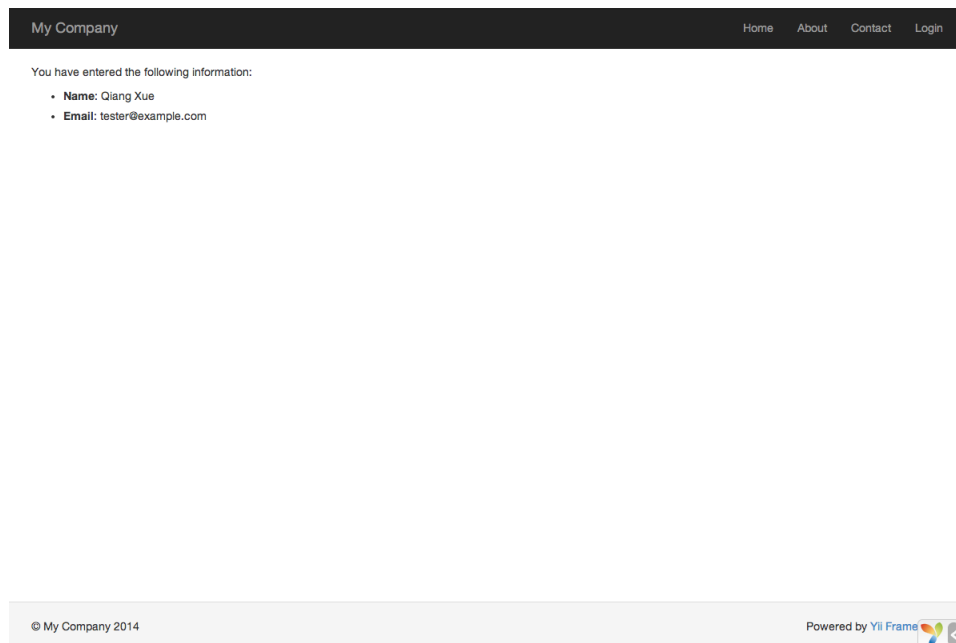 My Company Home About Contact Login
You have entered the following information:
• Name: Qiang Xue
• Email: tester@example.com
© My Company 2014 Powered by Yii Frame